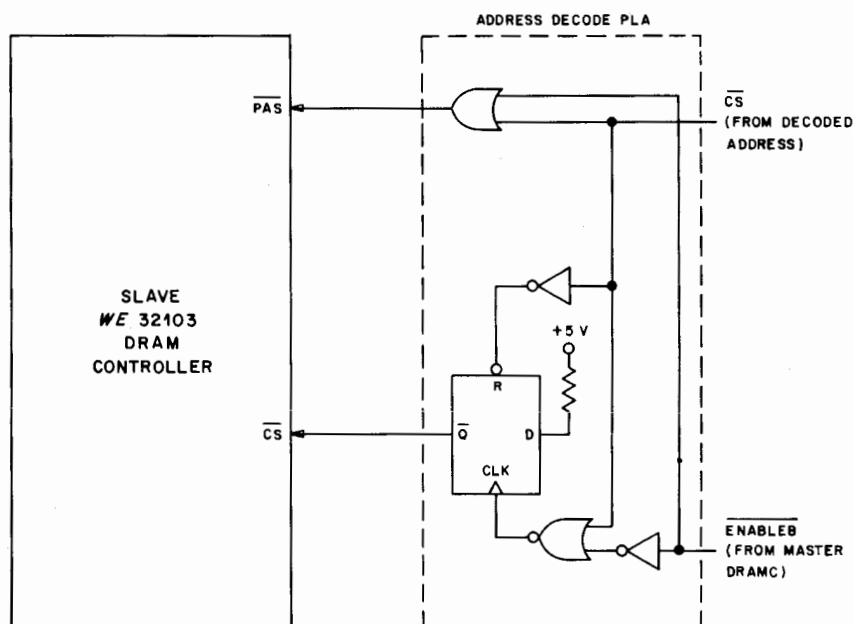 ADDRESS DECODE PLA
PAS
CS
(FROM DECODED
ADDRESS)
SLAVE
WE 32103
DRAM
CONTROLLER
+5 V
R
CS
Q
D
CLK
ENABLEB
(FROM MASTER
DRAMC)